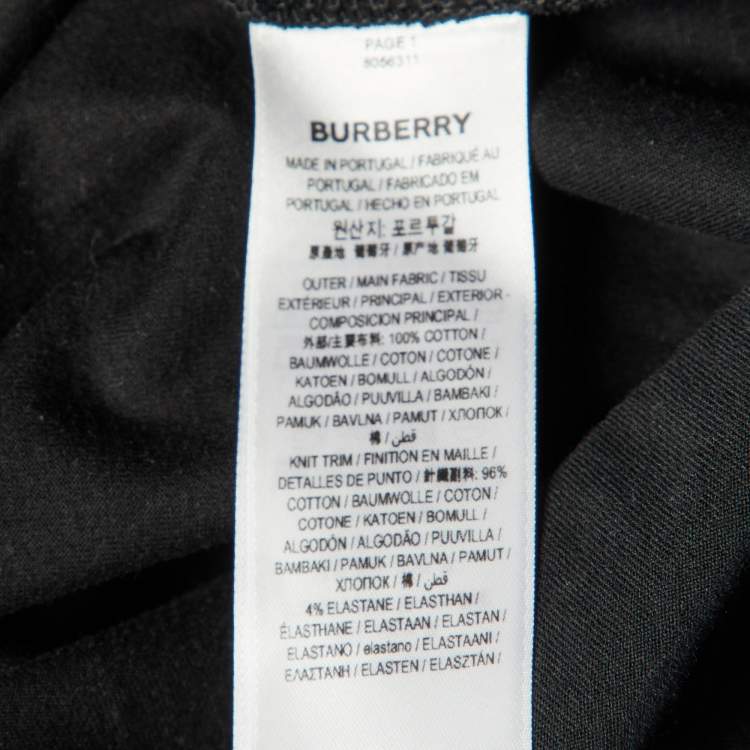 PAGE 1
8056311
BURBERRY
MADE IN PORTUGAL / FABRIQUÉ AU
PORTUGAL / FABRICADO EM
PORTUGAL / HECHO EN PORTUGAL
원산지: 포르투갈
原產地 葡萄牙 / 原产地 葡萄牙
OUTER / MAIN FABRIC / TISSU
EXTÉRIEUR / PRINCIPAL / EXTERIOR -
COMPOSICION PRINCIPAL /
外部/主要布料: 100% COTTON /
BAUMWOLLE / COTON / COTONE /
KATOEN / BOMULL / ALGODÓN /
ALGODÃO / PUUVILLA / BAMBAKI /
PAMUK / BAVLNA / PAMUT / ХЛОПОК /
棉 / قطن /
KNIT TRIM / FINITION EN MAILLE /
DETALLES DE PUNTO / 針織副料: 96%
COTTON / BAUMWOLLE / COTON /
COTONE / KATOEN / BOMULL /
ALGODÓN / ALGODÃO / PUUVILLA /
BAMBAKI / PAMUK / BAVLNA / PAMUT /
ХЛОПОК / 棉 / قطن /
4% ELASTANE / ELASTHAN /
ÉLASTHANE / ELASTAAN / ELASTAN /
ELASTANO / elastano / ELASTAANI /
ΕΛΑΣΤΑΝΗ / ELASTEN / ELASZTÁN /